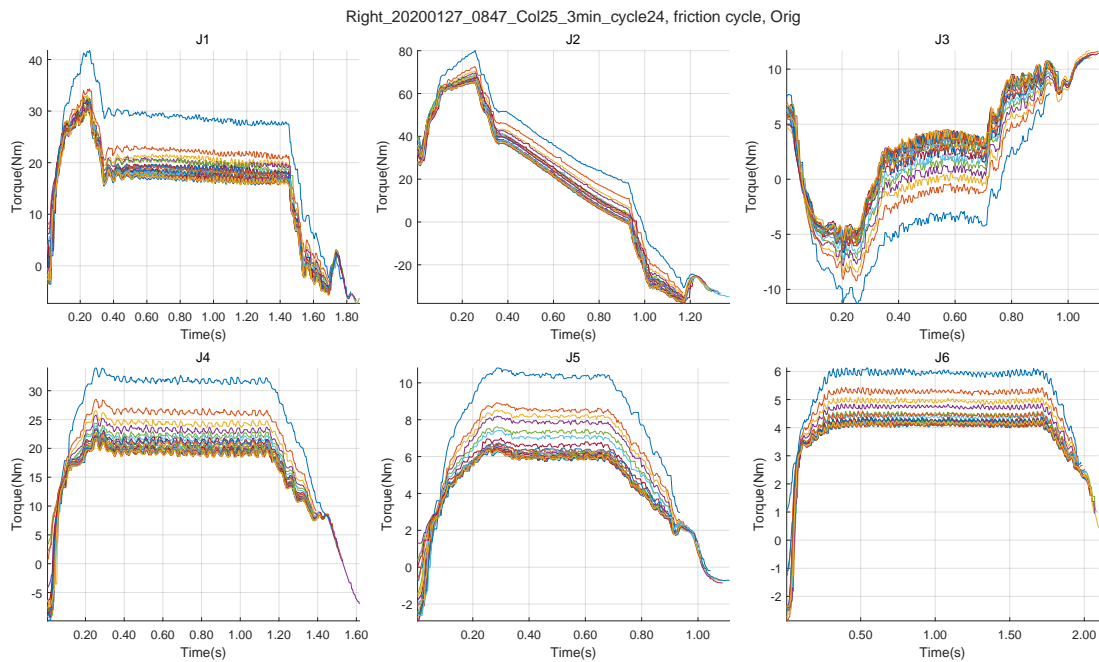 Right_20200127_0847_Col25_3min_cycle24, friction cycle, Orig
J1
J2
J3
Torque(Nm)
40
30
20
10
0
0.20 0.40 0.60 0.80 1.00 1.20 1.40 1.60 1.80
Time(s)
Torque(Nm)
80
60
40
20
0
-20
0.20 0.40 0.60 0.80 1.00 1.20
Time(s)
Torque(Nm)
10
5
0
-5
-10
0.20 0.40 0.60 0.80 1.00
Time(s)
J4
J5
J6
Torque(Nm)
30
25
20
15
10
5
0
-5
0.20 0.40 0.60 0.80 1.00 1.20 1.40 1.60
Time(s)
Torque(Nm)
10
8
6
4
2
0
-2
0.20 0.40 0.60 0.80 1.00
Time(s)
Torque(Nm)
6
5
4
3
2
1
0
-1
-2
0.50 1.00 1.50 2.00
Time(s)